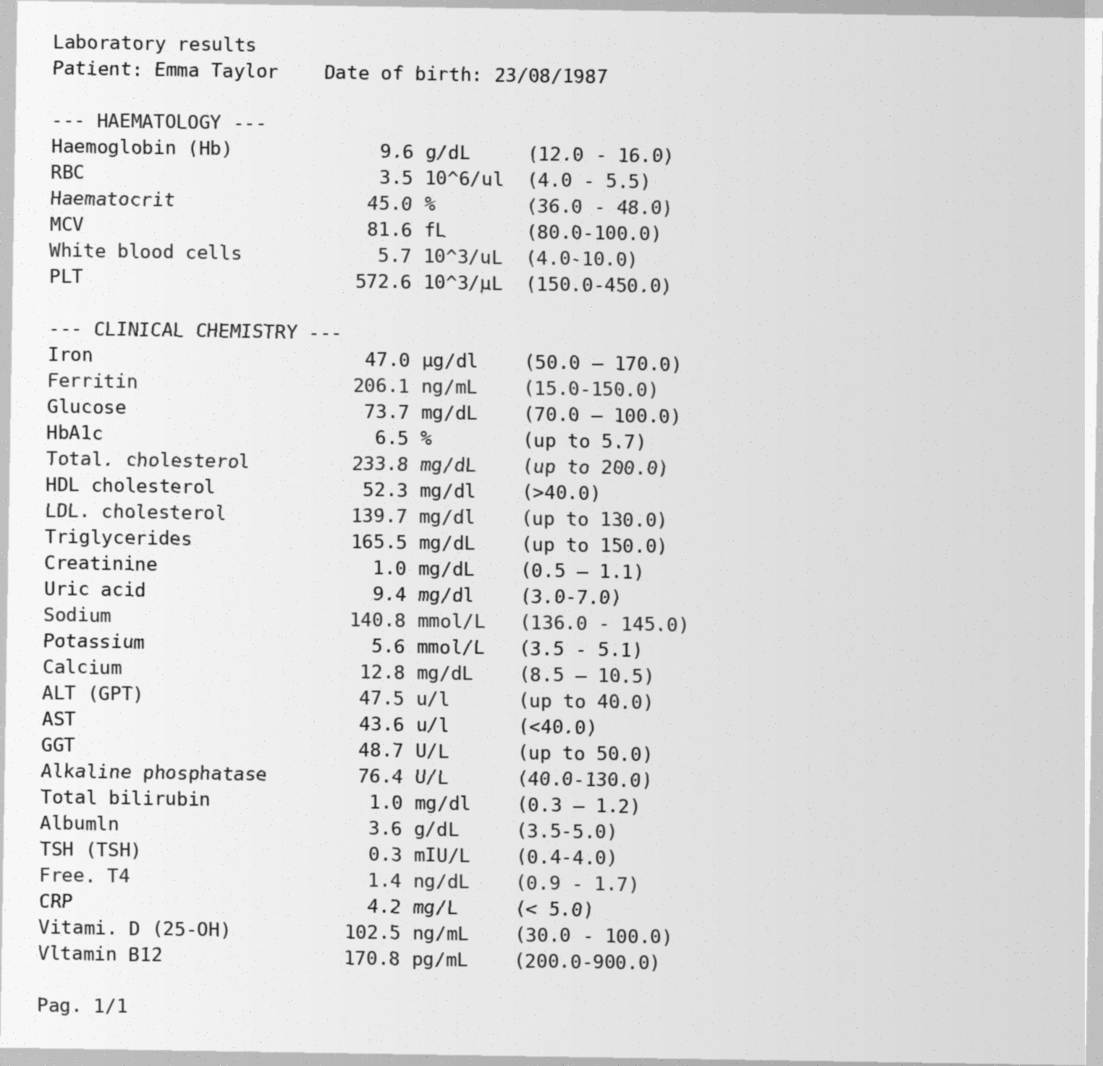 Laboratory results
Patient: Emma Taylor    Date of birth: 23/08/1987

--- HAEMATOLOGY ---
Haemoglobin (Hb)    9.6 g/dL    (12.0 - 16.0)
RBC    3.5 10^6/ul    (4.0 - 5.5)
Haematocrit    45.0 %    (36.0 - 48.0)
MCV    81.6 fL    (80.0-100.0)
White blood cells    5.7 10^3/uL    (4.0-10.0)
PLT    572.6 10^3/µL    (150.0-450.0)

--- CLINICAL CHEMISTRY ---
Iron    47.0 µg/dl    (50.0 – 170.0)
Ferritin    206.1 ng/mL    (15.0-150.0)
Glucose    73.7 mg/dL    (70.0 – 100.0)
HbA1c    6.5 %    (up to 5.7)
Total. cholesterol    233.8 mg/dL    (up to 200.0)
HDL cholesterol    52.3 mg/dl    (>40.0)
LDL. cholesterol    139.7 mg/dl    (up to 130.0)
Triglycerides    165.5 mg/dL    (up to 150.0)
Creatinine    1.0 mg/dL    (0.5 – 1.1)
Uric acid    9.4 mg/dl    (3.0-7.0)
Sodium    140.8 mmol/L    (136.0 - 145.0)
Potassium    5.6 mmol/L    (3.5 - 5.1)
Calcium    12.8 mg/dL    (8.5 – 10.5)
ALT (GPT)    47.5 u/l    (up to 40.0)
AST    43.6 u/l    (<40.0)
GGT    48.7 U/L    (up to 50.0)
Alkaline phosphatase    76.4 U/L    (40.0-130.0)
Total bilirubin    1.0 mg/dl    (0.3 – 1.2)
Albumln    3.6 g/dL    (3.5-5.0)
TSH (TSH)    0.3 mIU/L    (0.4-4.0)
Free. T4    1.4 ng/dL    (0.9 - 1.7)
CRP    4.2 mg/L    (< 5.0)
Vitami. D (25-OH)    102.5 ng/mL    (30.0 - 100.0)
Vltamin B12    170.8 pg/mL    (200.0-900.0)

Pag. 1/1